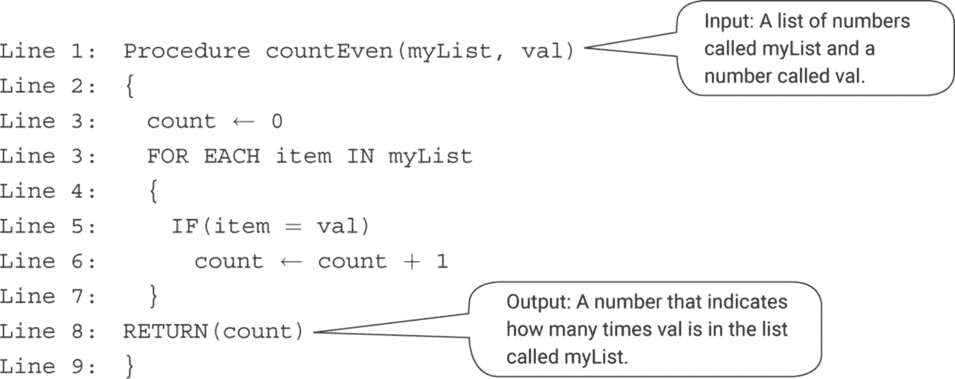 Line 1: Procedure countEven(myList, val)
Input: A list of numbers
called myList and a
number called val.
Line 2: {
Line 3: count ← 0
Line 3: FOR EACH item IN myList
Line 4: {
Line 5: IF(item = val)
Line 6: count ← count + 1
Line 7: }
Line 8: RETURN(count)
Output: A number that indicates
how many times val is in the list
called myList.
Line 9: }